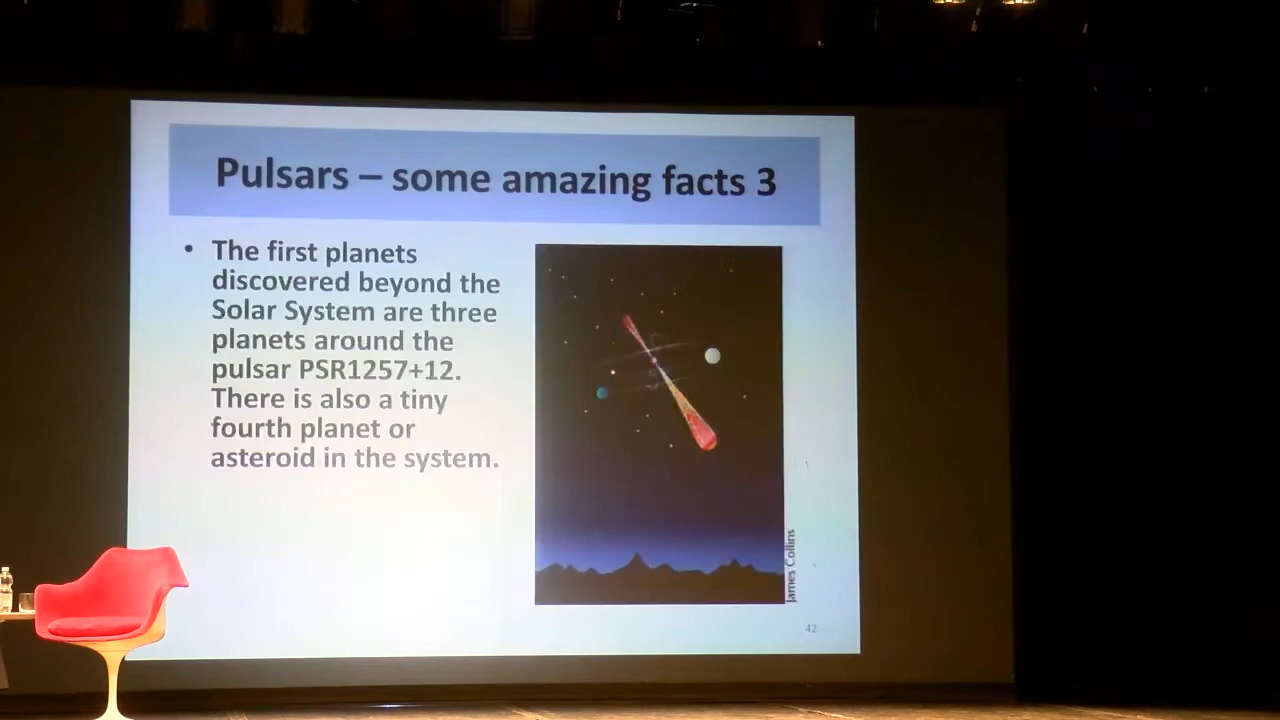 Pulsars – some amazing facts 3
• The first planets
discovered beyond the
Solar System are three
planets around the
pulsar PSR1257+12.
There is also a tiny
fourth planet or
asteroid in the system.
James Collins
42